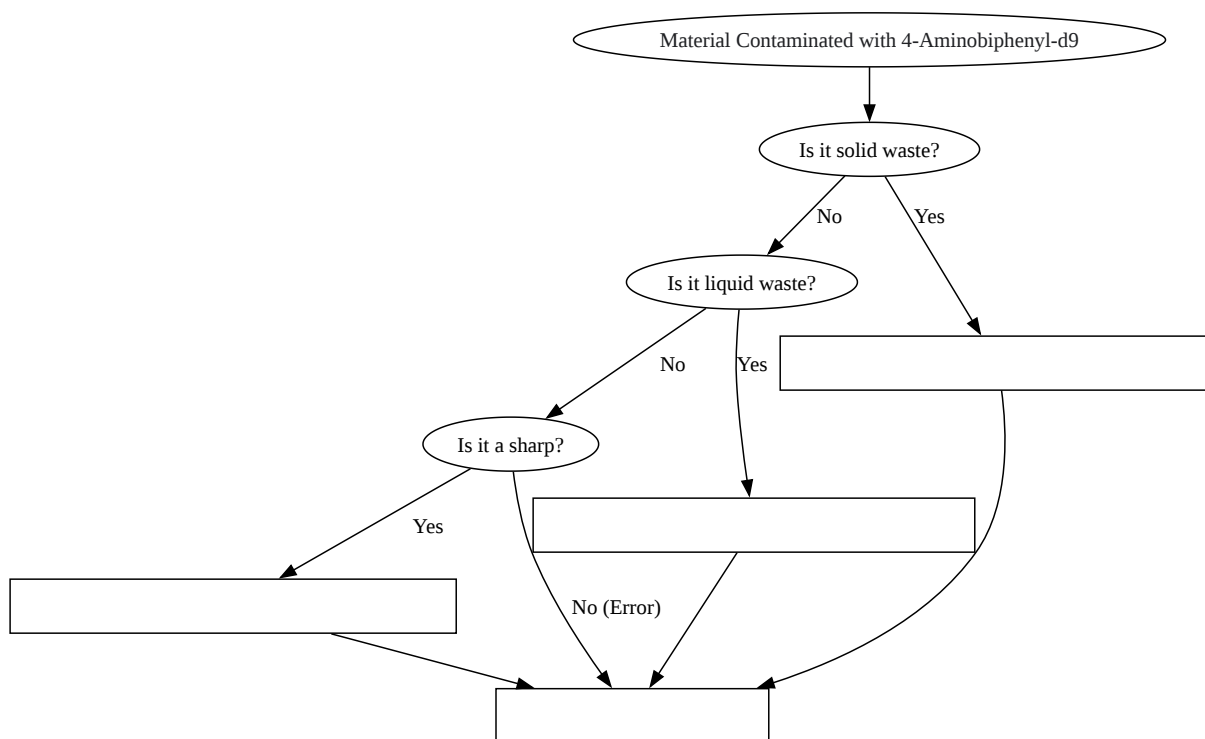 Material Contaminated with 4-Aminobiphenyl-d9
Is it solid waste?
No
Yes
Is it liquid waste?
No
Yes
Is it a sharp?
Yes
No (Error)